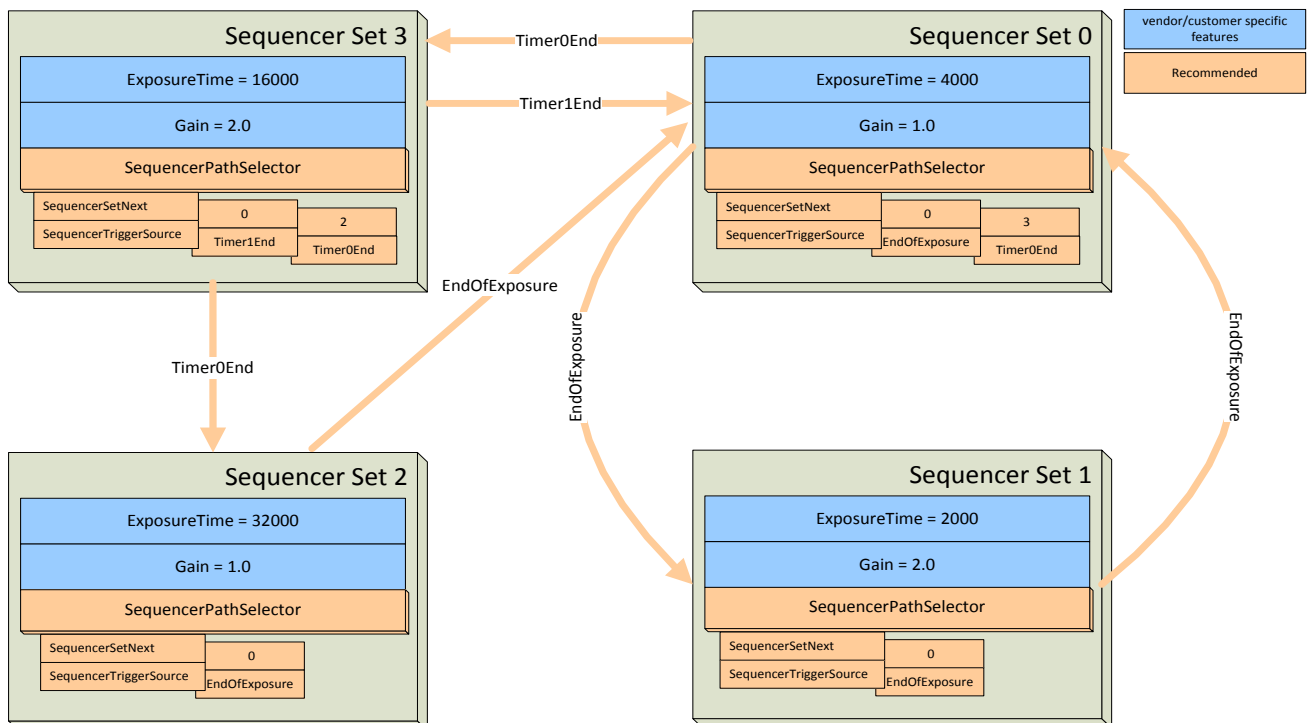 Sequencer Set 3
ExposureTime = 16000
Gain = 2.0
SequencerPathSelector
SequencerSetNext
0
2
SequencerTriggerSource
Timer1End
Timer0End
Timer0End
Timer1End
Sequencer Set 0
ExposureTime = 4000
Gain = 1.0
SequencerPathSelector
SequencerSetNext
0
3
SequencerTriggerSource
EndOfExposure
Timer0End
vendor/customer specific
features
Recommended
Timer0End
EndOfExposure
EndOfExposure
EndOfExposure
Sequencer Set 2
ExposureTime = 32000
Gain = 1.0
SequencerPathSelector
SequencerSetNext
0
SequencerTriggerSource
EndOfExposure
Sequencer Set 1
ExposureTime = 2000
Gain = 2.0
SequencerPathSelector
SequencerSetNext
0
SequencerTriggerSource
EndOfExposure